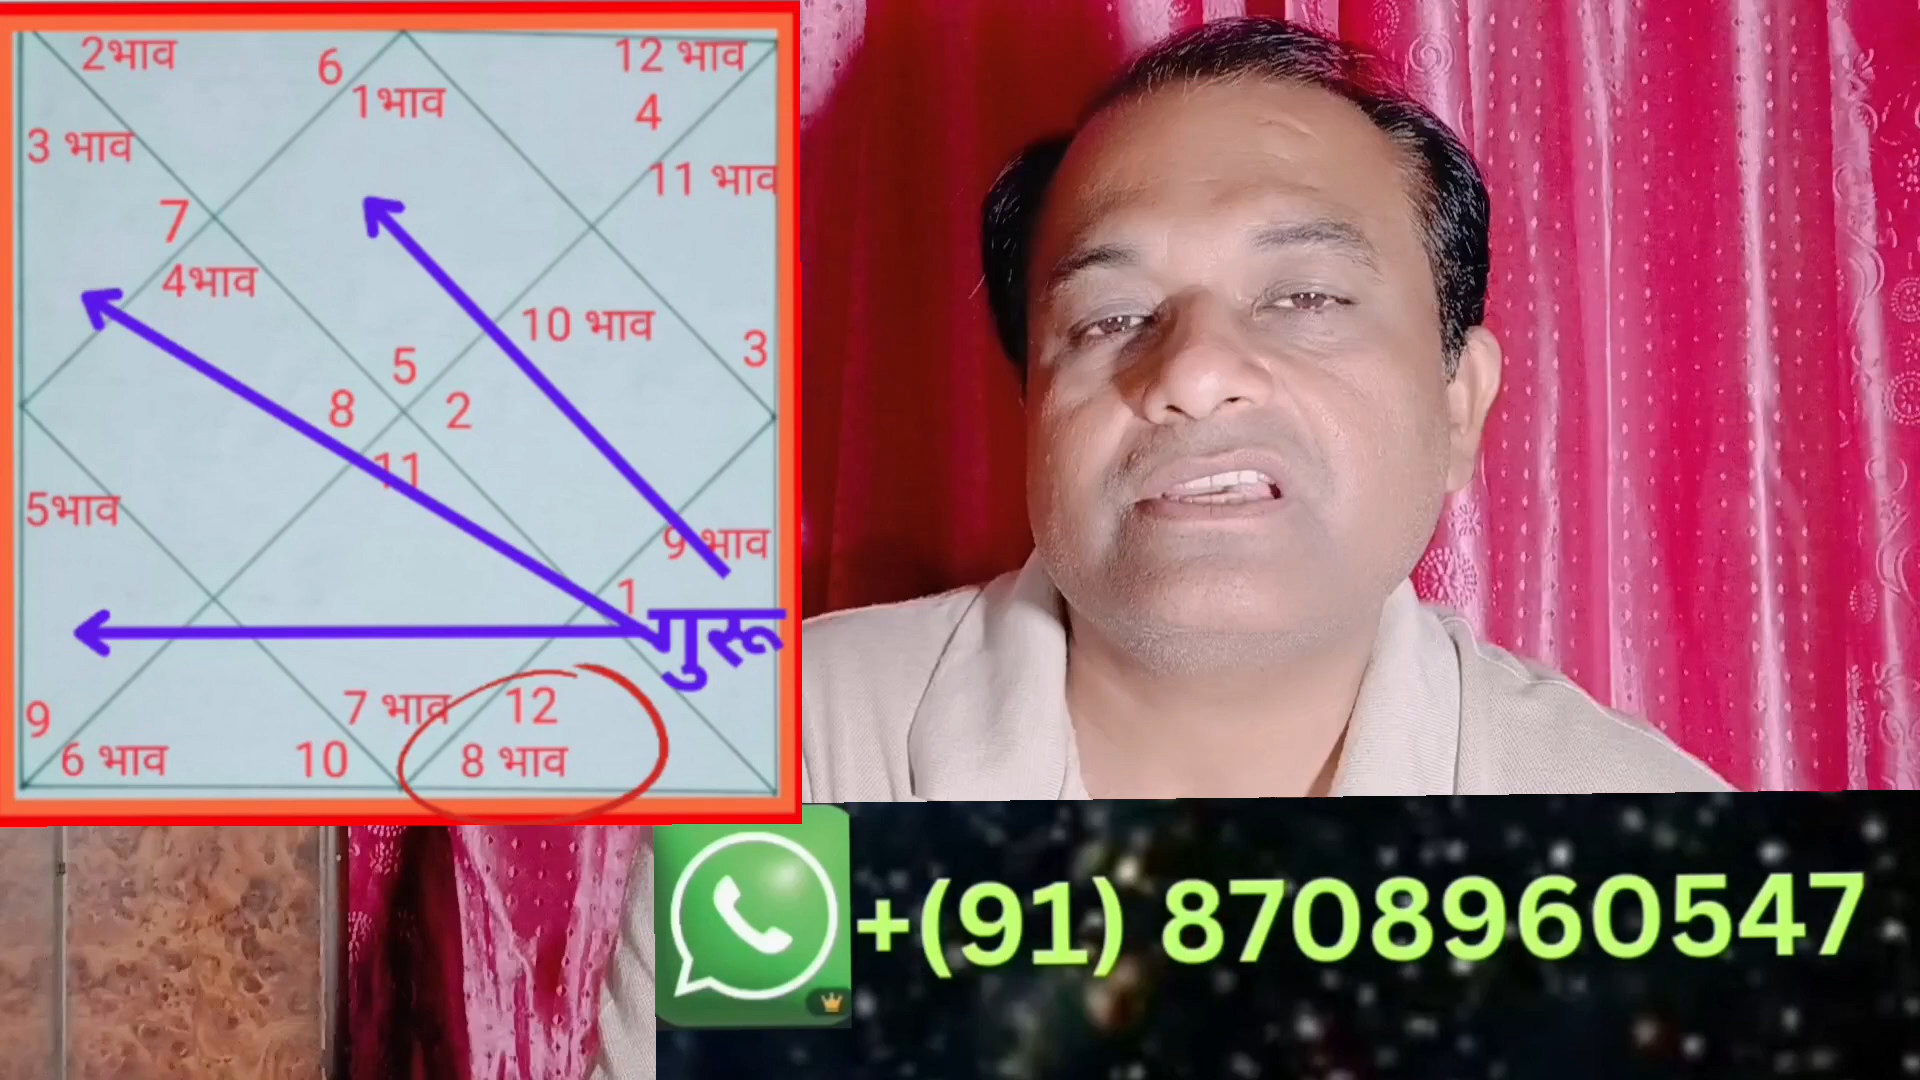 2भाव
6
12 भाव
1भाव
4
3 भाव
11 भाव
7
4भाव
10 भाव
3
5
8
2
11
5भाव
9 भाव
1
गुरू
9
7 भाव
12
6 भाव
10
8 भाव
+(91) 8708960547